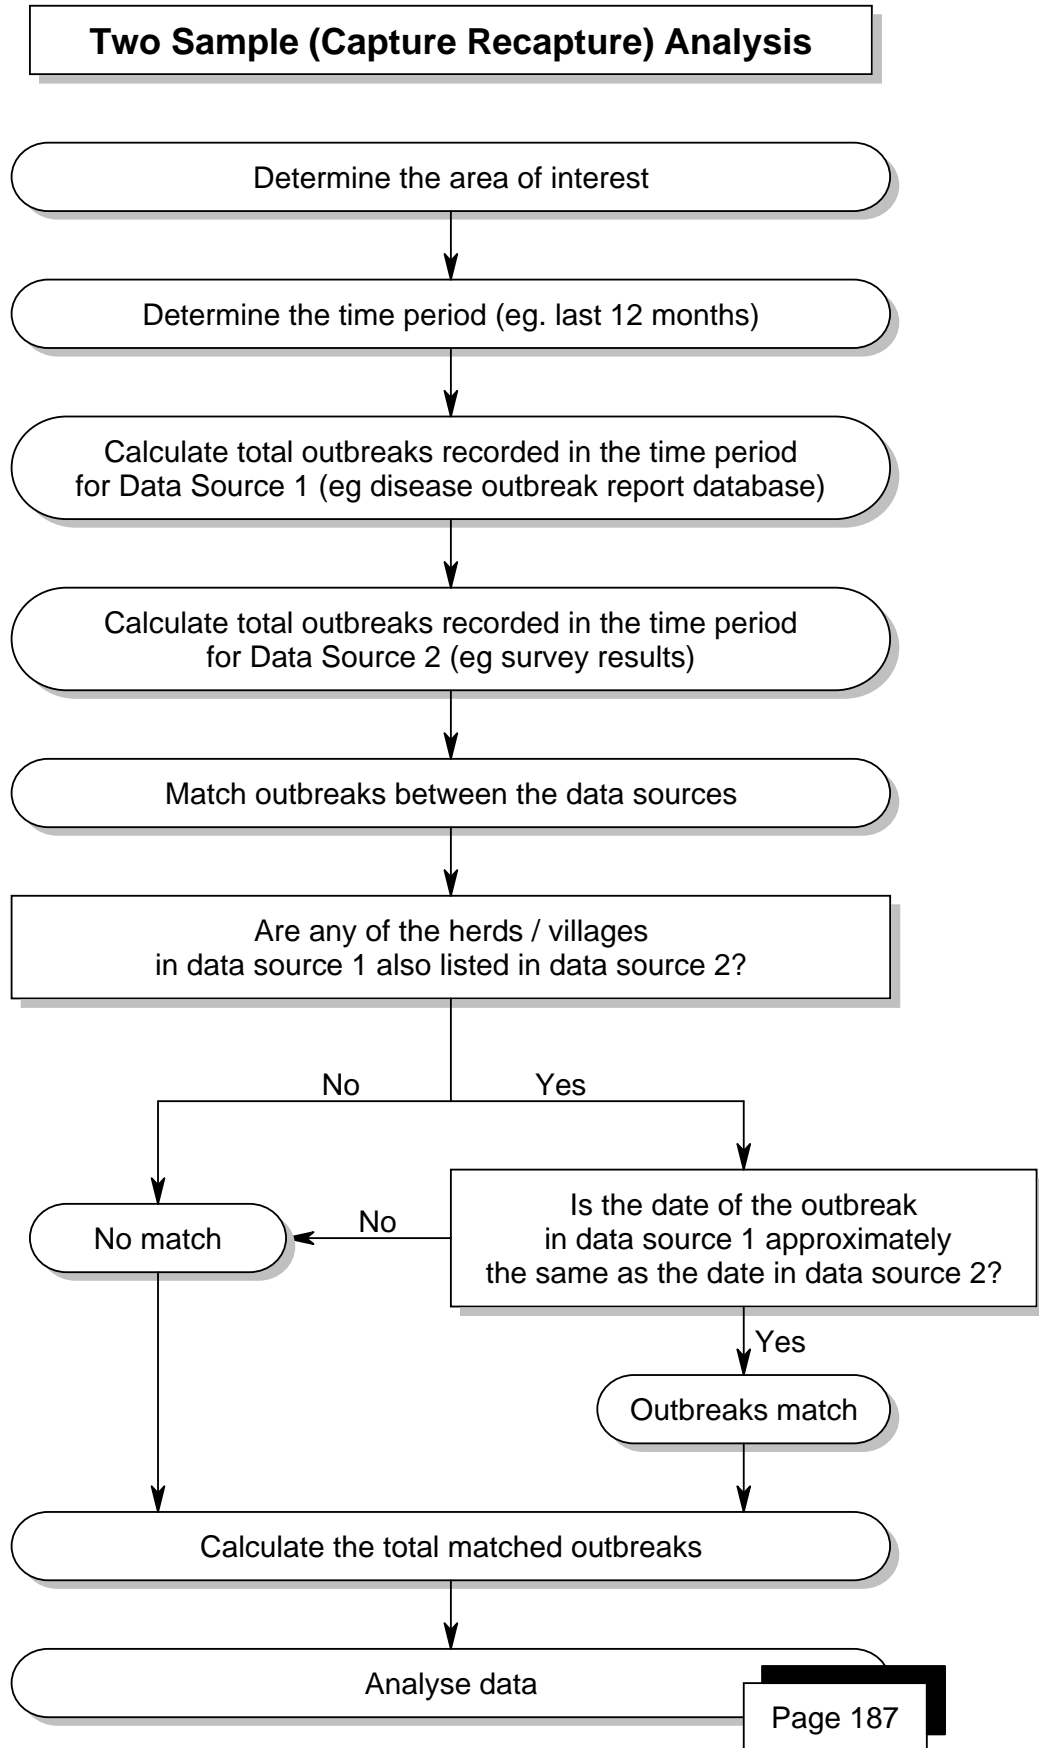 Two Sample (Capture Recapture) Analysis
Determine the area of interest
Determine the time period (eg. last 12 months)
Calculate total outbreaks recorded in the time period
for Data Source 1 (eg disease outbreak report database)
Calculate total outbreaks recorded in the time period
for Data Source 2 (eg survey results)
Match outbreaks between the data sources
Are any of the herds / villages
in data source 1 also listed in data source 2?
No
Yes
No match
No
Is the date of the outbreak
in data source 1 approximately
the same as the date in data source 2?
Yes
Outbreaks match
Calculate the total matched outbreaks
Analyse data
Page 187